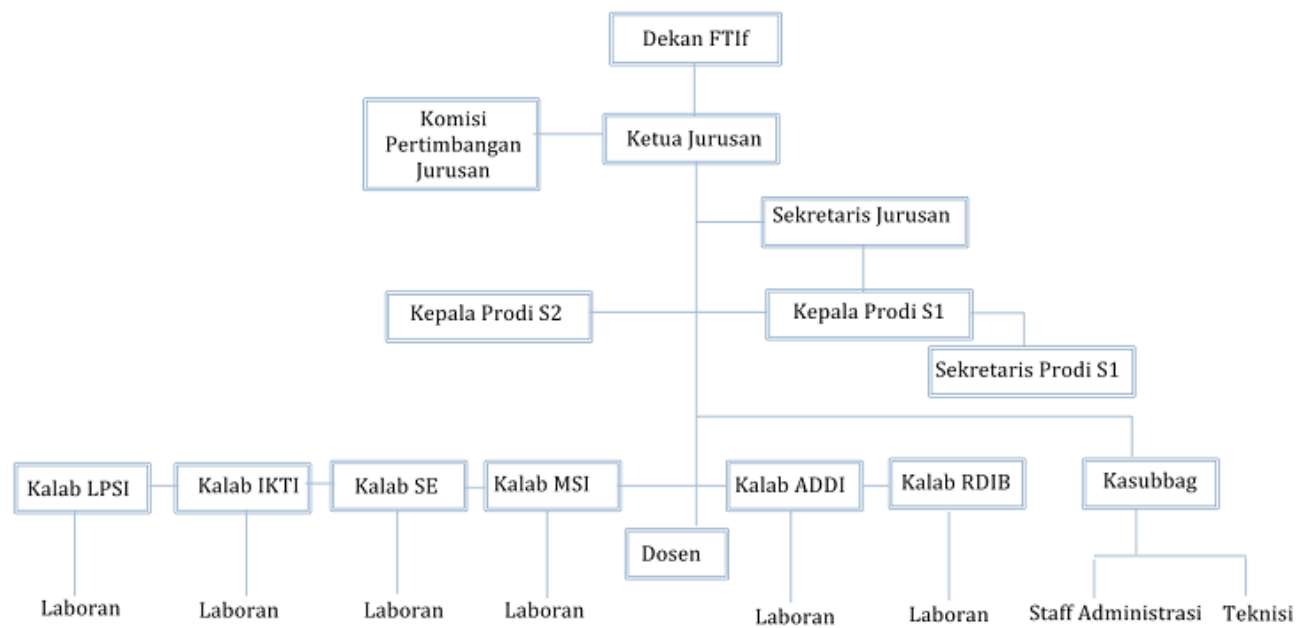 Dekan FTIf
Komisi
Pertimbangan
Jurusan
Ketua Jurusan
Sekretaris Jurusan
Kepala Prodi S2
Kepala Prodi S1
Sekretaris Prodi S1
Kalab LPSI
Kalab IKTI
Kalab SE
Kalab MSI
Kalab ADDI
Kalab RDIB
Kasubbag
Dosen
Laboran
Laboran
Laboran
Laboran
Laboran
Laboran
Staff Administrasi
Teknisi